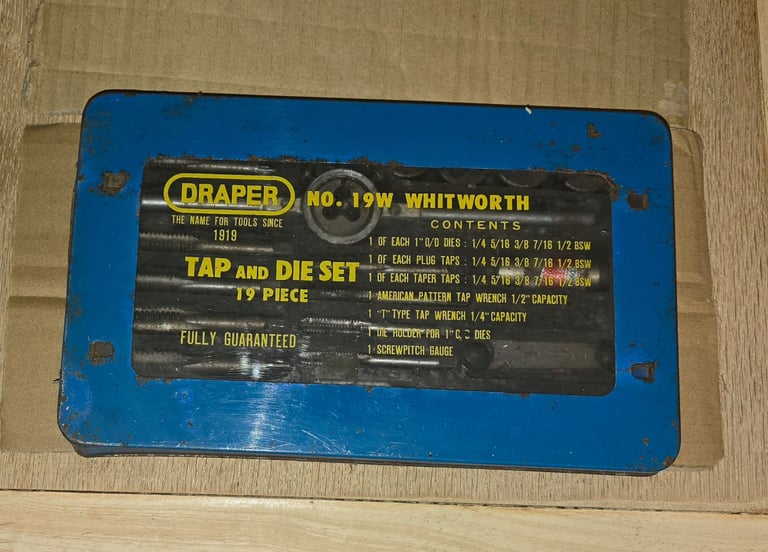 DRAPER
THE NAME FOR TOOLS SINCE
1919
TAP AND DIE SET
19 PIECE
FULLY GUARANTEED
NO. 19W WHITWORTH
CONTENTS
1 OF EACH 1" O/D DIES : 1/4 5/16 3/8 7/16 1/2 BSW
1 OF EACH PLUG TAPS : 1/4 5/16 3/8 7/16 1/2 BSW
1 OF EACH TAPER TAPS : 1/4 5/16 3/8 7/16 1/2 BSW
1 AMERICAN PATTERN TAP WRENCH 1/2" CAPACITY
1 "T" TYPE TAP WRENCH 1/4" CAPACITY
1 DIE HOLDER FOR 1" O/D DIES
1 SCREWPITCH GAUGE